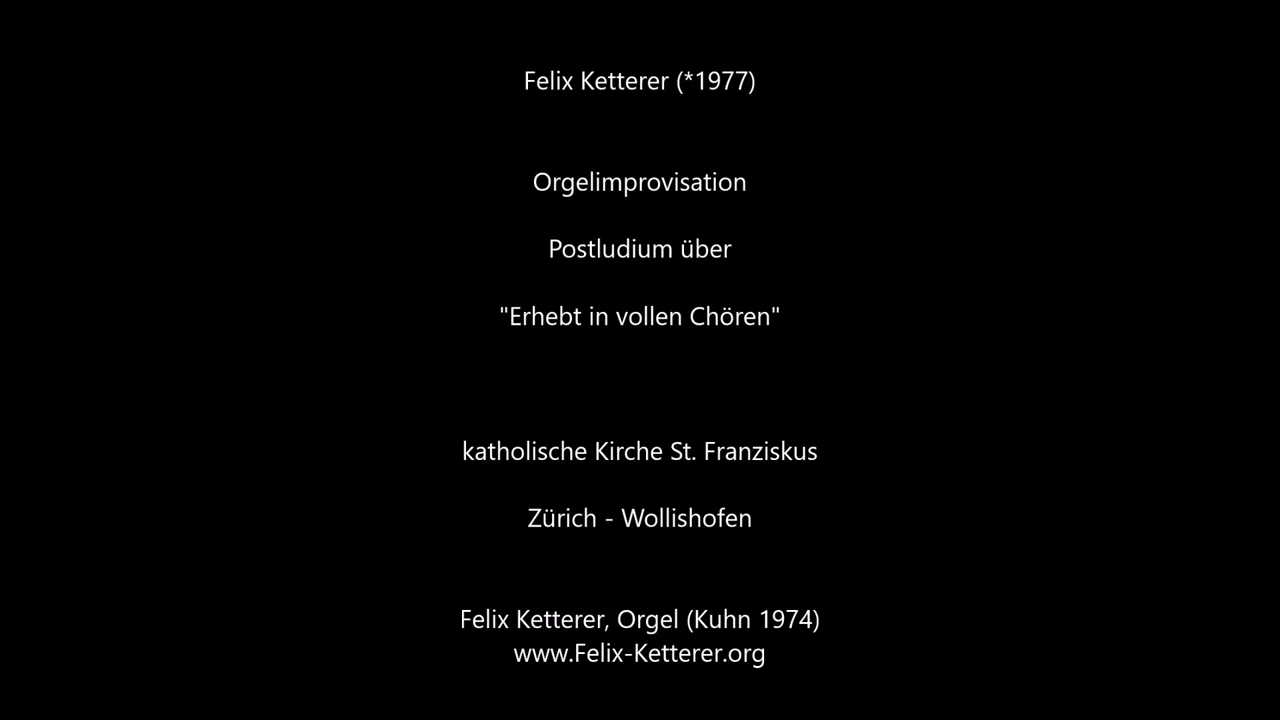 Felix Ketterer (*1977)
Orgelimprovisation
Postludium über
"Erhebt in vollen Chören"
katholische Kirche St. Franziskus
Zürich - Wollishofen
Felix Ketterer, Orgel (Kuhn 1974)
www.Felix-Ketterer.org